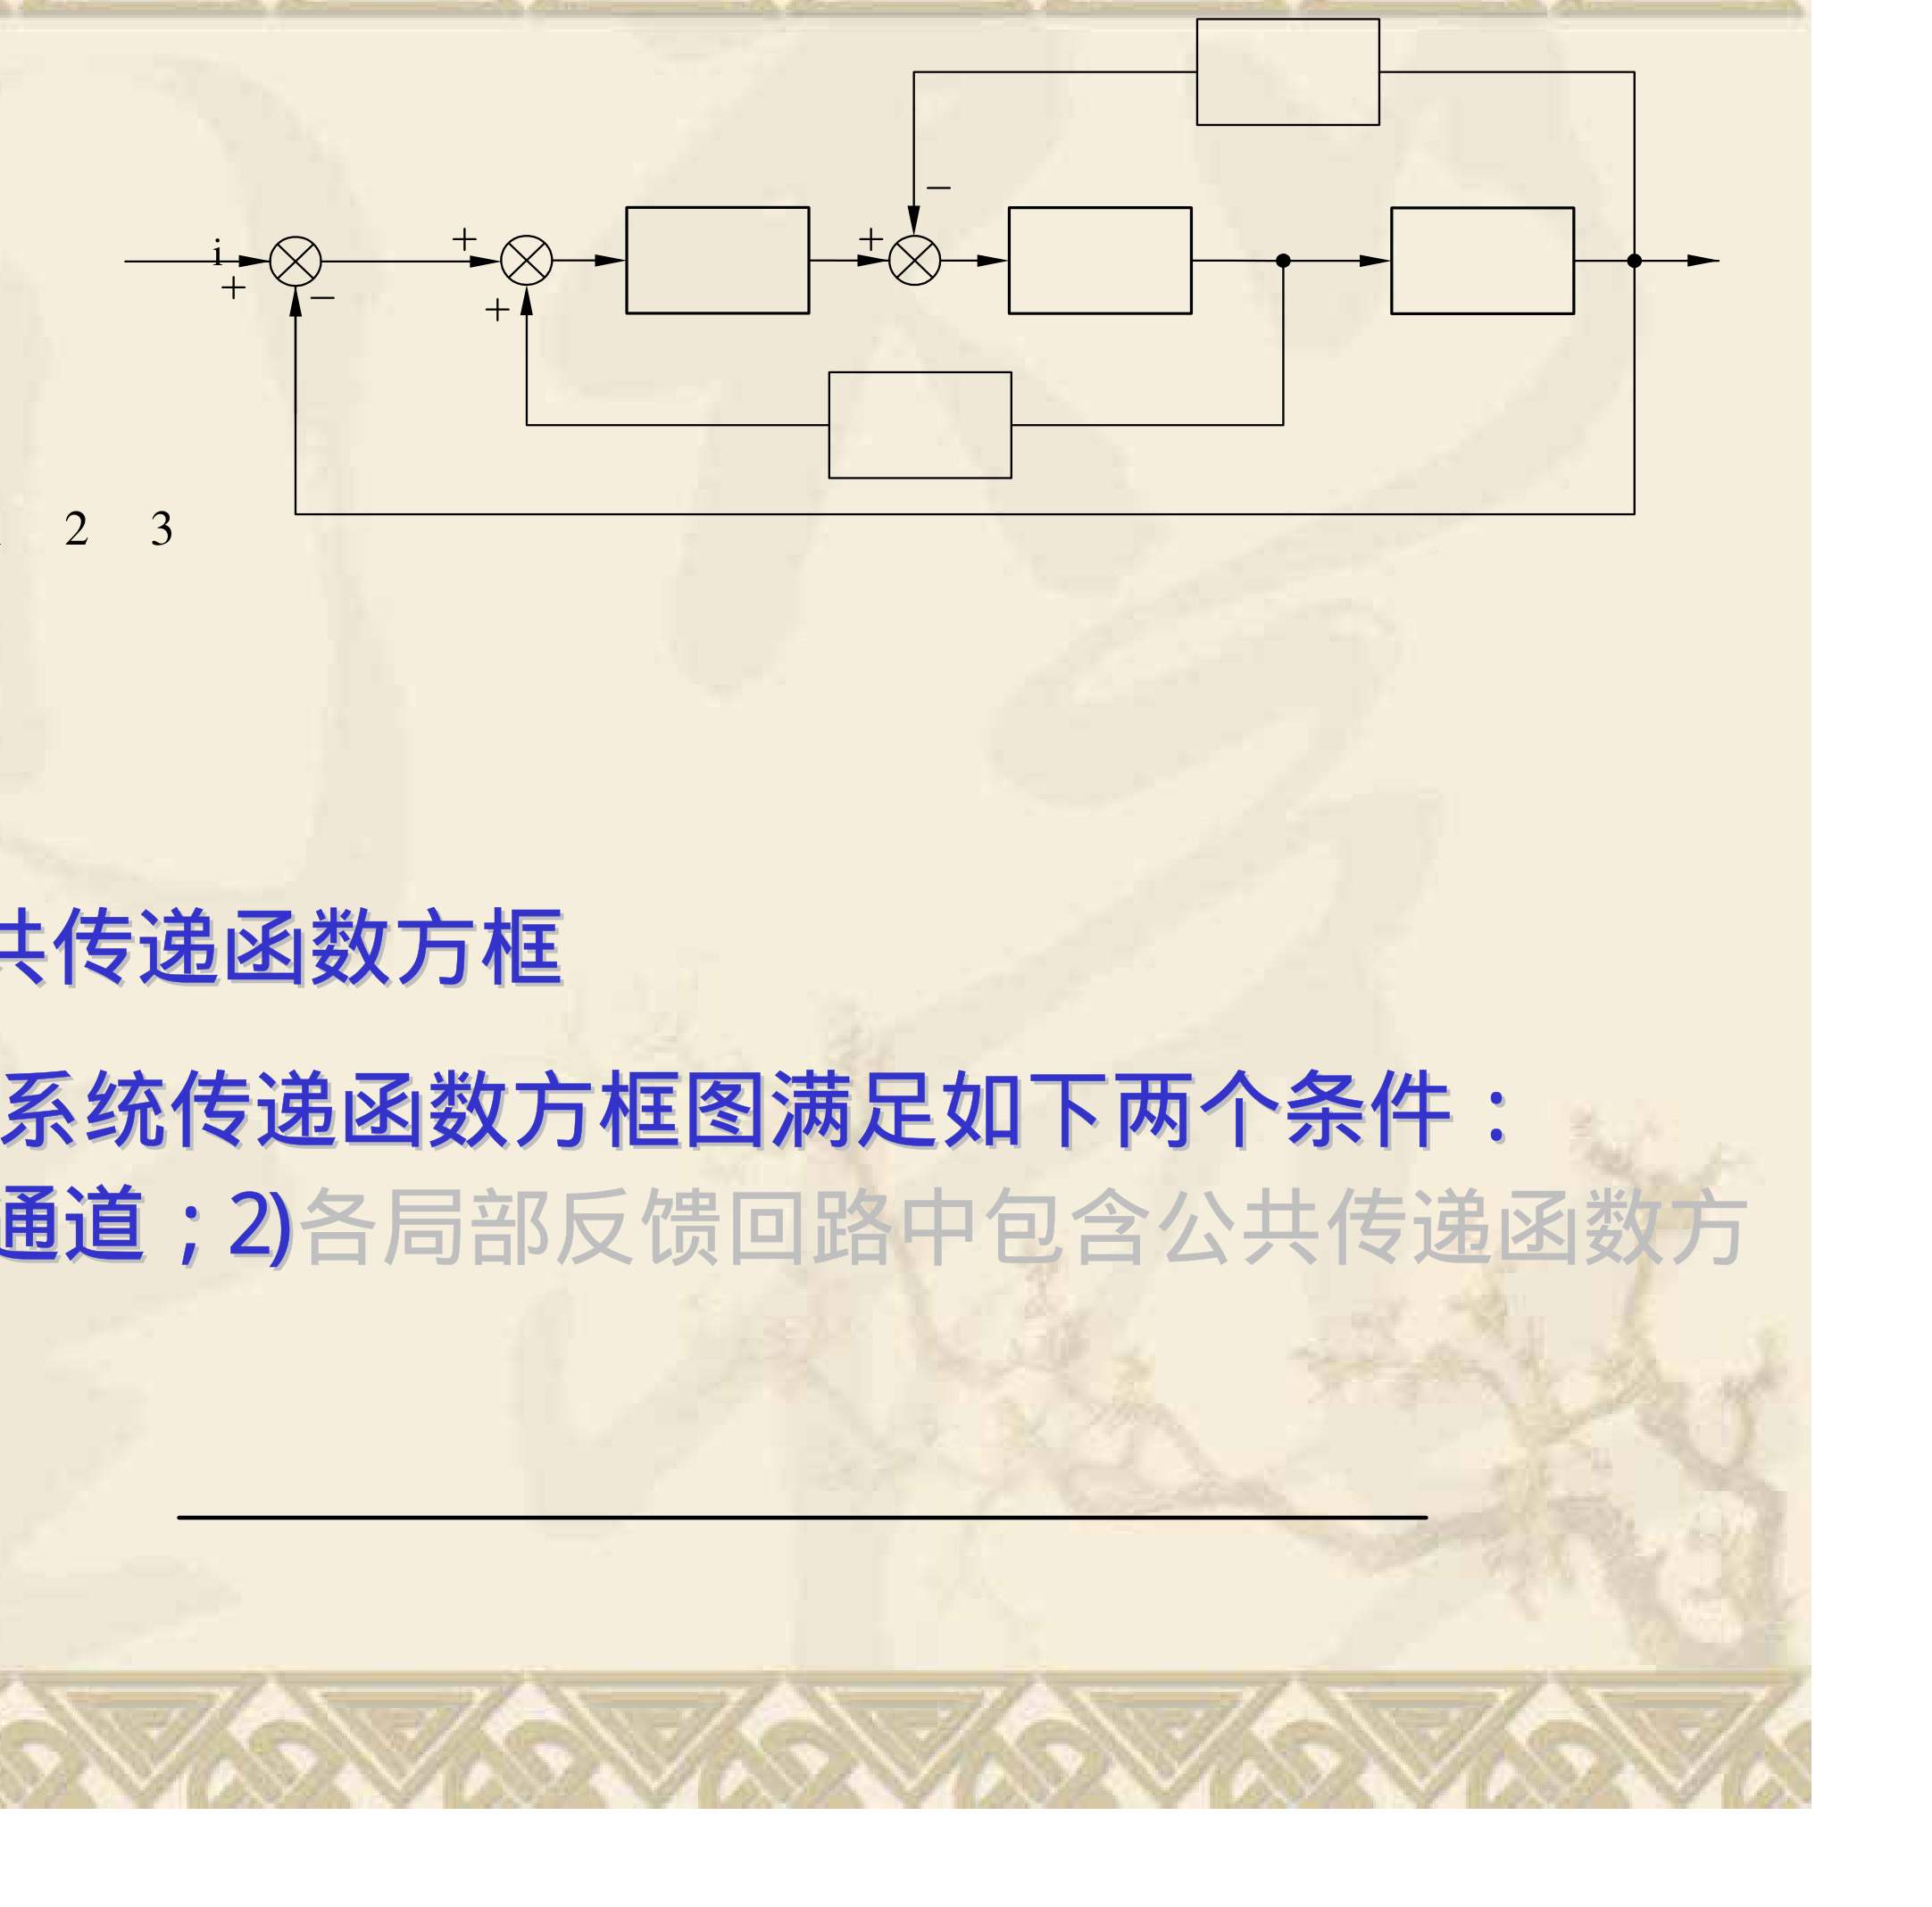 −
+ +
i
+ − +
2 3
共传递函数方框
系统传递函数方框图满足如下两个条件：
通道；2)各局部反馈回路中包含公共传递函数方